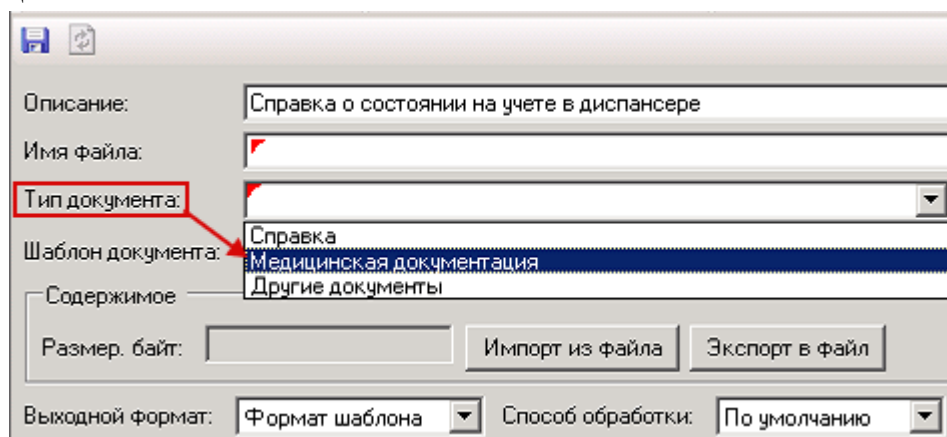 Описание: Справка о состоянии на учете в диспансере
Имя файла:
Тип документа:
Справка
Шаблон документа: Медицинская документация
Другие документы
Содержимое
Размер. байт: Импорт из файла Экспорт в файл
Выходной формат: Формат шаблона Способ обработки: По умолчанию